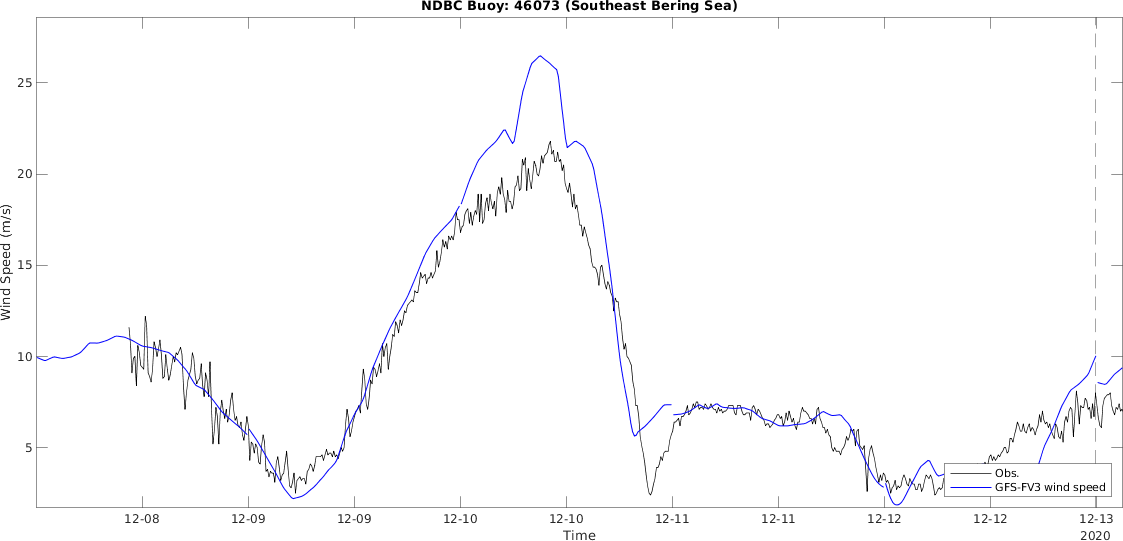 NDBC Buoy: 46073 (Southeast Bering Sea)
Wind Speed (m/s)
25
20
15
10
5
Obs.
GFS-FV3 wind speed
12-08 12-09 12-09 12-10 12-10 12-11 12-11 12-12 12-12 12-13
Time 2020